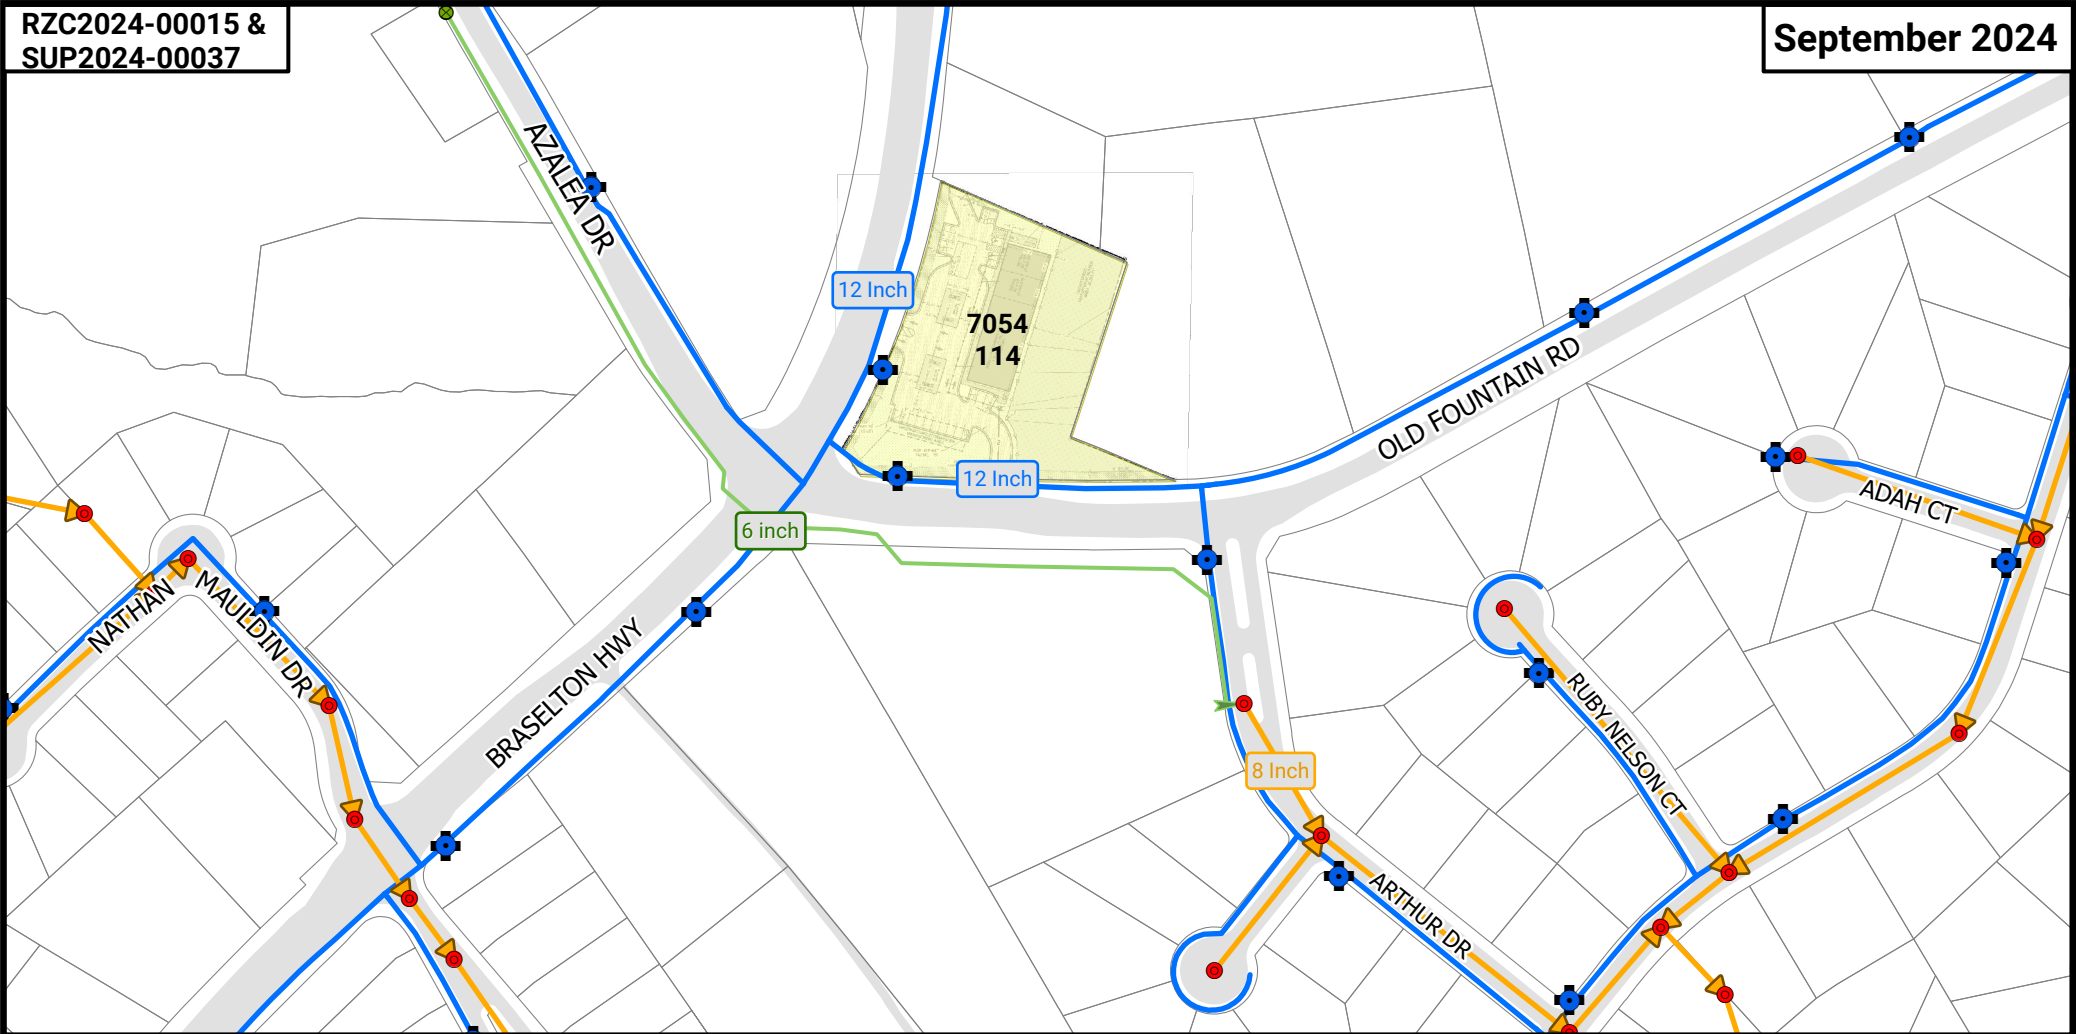 RZC2024-00015 &
SUP2024-00037
September 2024
AZALEA DR
12 Inch
7054
114
OLD FOUNTAIN RD
12 Inch
ADAH CT
6 inch
NATHAN
MAULDIN DR
BRASELTON HWY
RUBY NELSON CT
8 Inch
ARTHUR DR